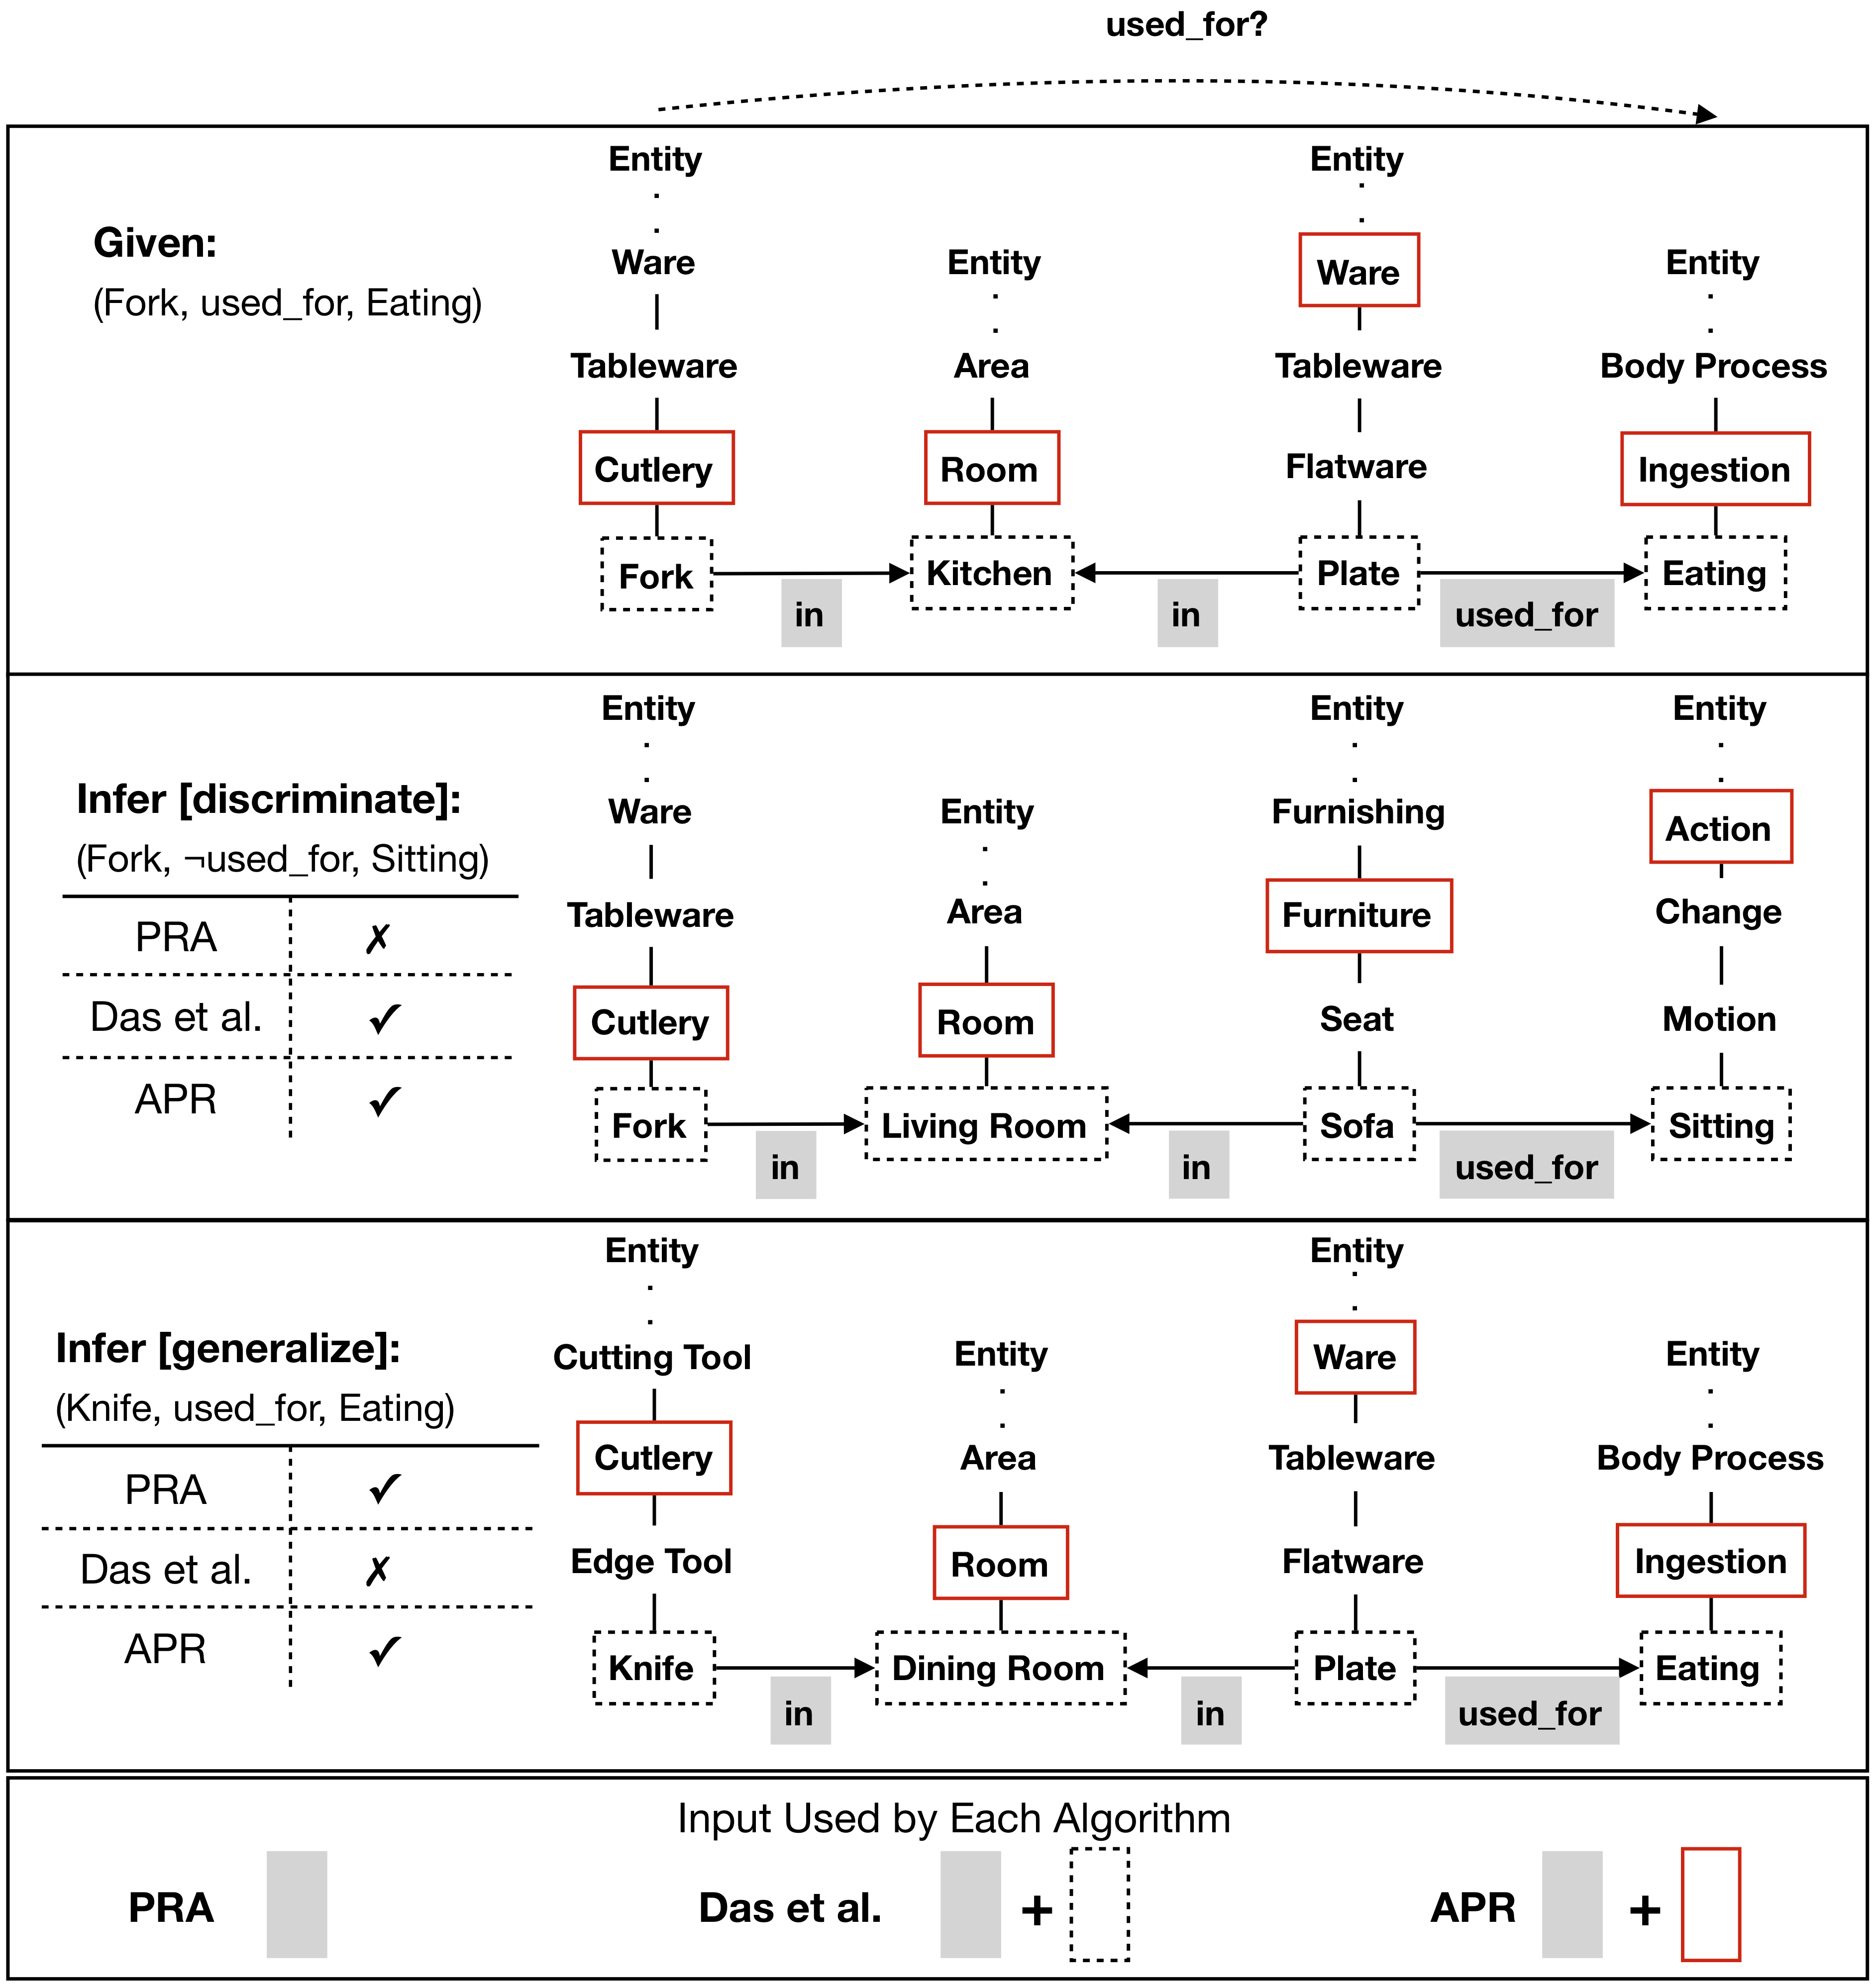 used_for?
Entity
Entity
Given:
Ware
Entity
Ware
Entity
(Fork, used_for, Eating)
Tableware
Area
Tableware
Body Process
Cutlery
Room
Flatware
Ingestion
Fork
Kitchen
Plate
Eating
in
in
used_for
Entity
Entity
Entity
Infer [discriminate]:
Ware
Entity
Furnishing
Action
(Fork, ¬used_for, Sitting)
PRA ✗
Tableware
Area
Furniture
Change
Das et al. ✓
Cutlery
Room
Seat
Motion
APR ✓
Fork
Living Room
Sofa
Sitting
in
in
used_for
Entity
Entity
Infer [generalize]:
Cutting Tool
Entity
Ware
Entity
(Knife, used_for, Eating)
Cutlery
Area
Tableware
Body Process
PRA ✓
Das et al. ✗
Edge Tool
Room
Flatware
Ingestion
APR ✓
Knife
Dining Room
Plate
Eating
in
in
used_for
Input Used by Each Algorithm
PRA
Das et al. +
APR +